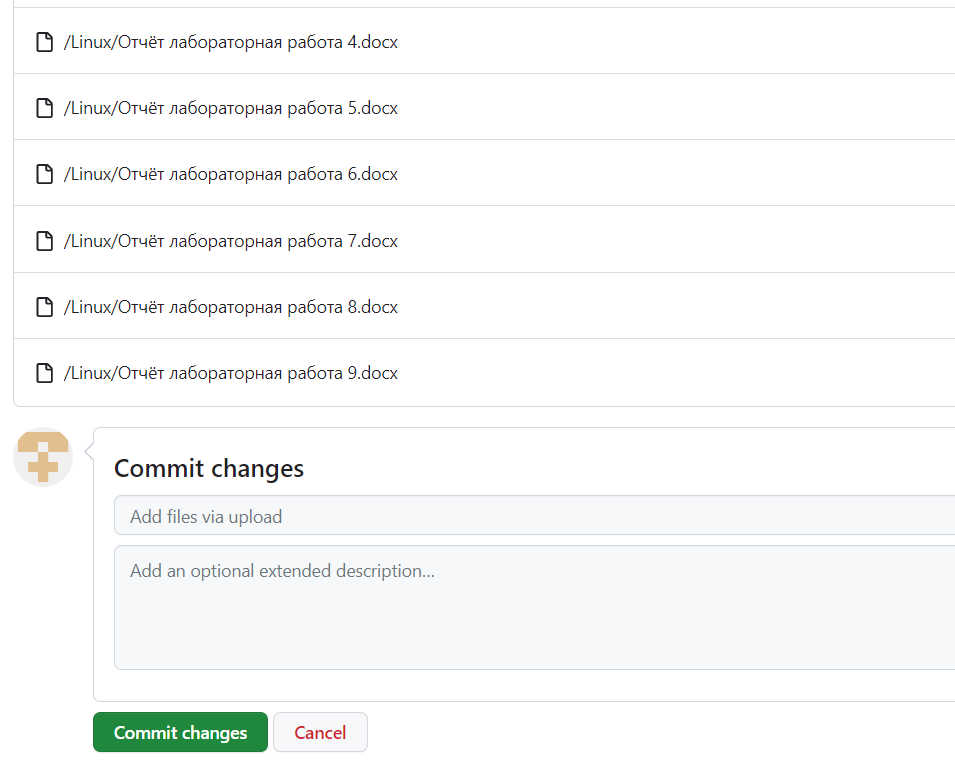 /Linux/Отчёт лабораторная работа 4.docx
/Linux/Отчёт лабораторная работа 5.docx
/Linux/Отчёт лабораторная работа 6.docx
/Linux/Отчёт лабораторная работа 7.docx
/Linux/Отчёт лабораторная работа 8.docx
/Linux/Отчёт лабораторная работа 9.docx
Commit changes
Add files via upload
Add an optional extended description...
Commit changes
Cancel